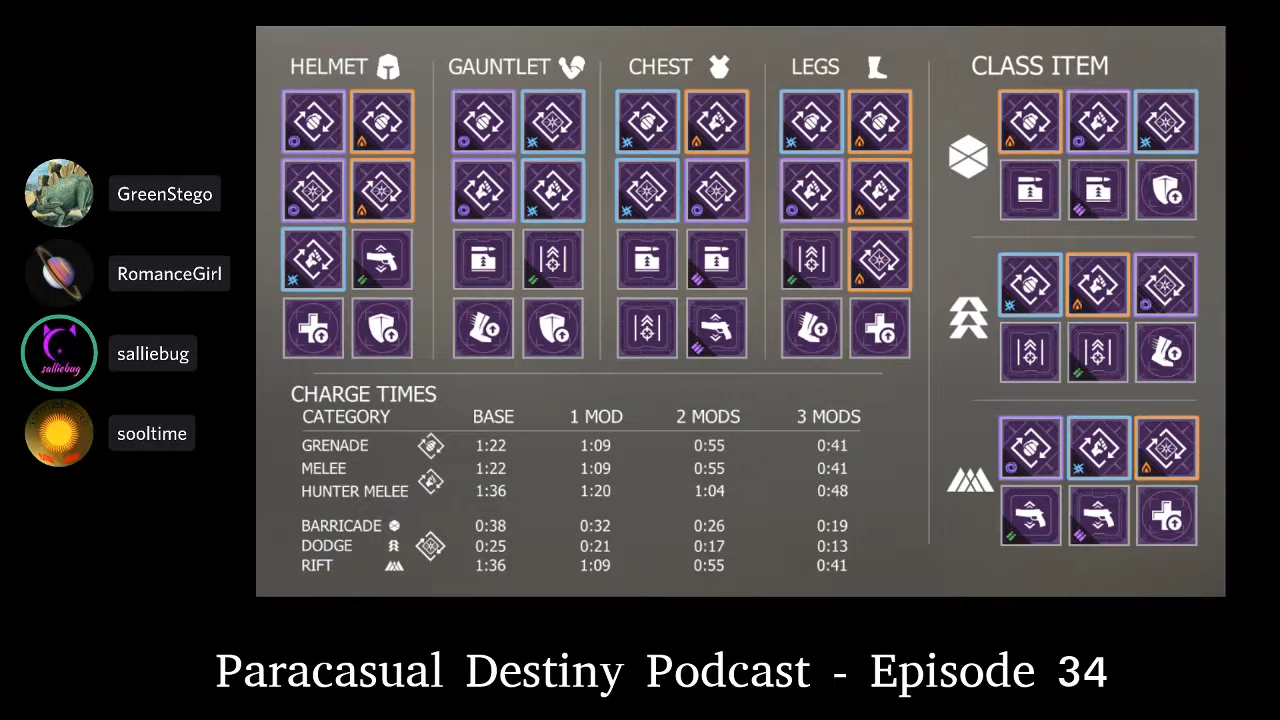 HELMET GAUNTLET CHEST LEGS CLASS ITEM
GreenStego
RomanceGirl
salliebug
salliebug
sooltime
CHARGE TIMES
CATEGORY BASE 1 MOD 2 MODS 3 MODS
GRENADE 1:22 1:09 0:55 0:41
MELEE 1:22 1:09 0:55 0:41
HUNTER MELEE 1:36 1:20 1:04 0:48
BARRICADE 0:38 0:32 0:26 0:19
DODGE 0:25 0:21 0:17 0:13
RIFT 1:36 1:09 0:55 0:41
Paracasual Destiny Podcast - Episode 34